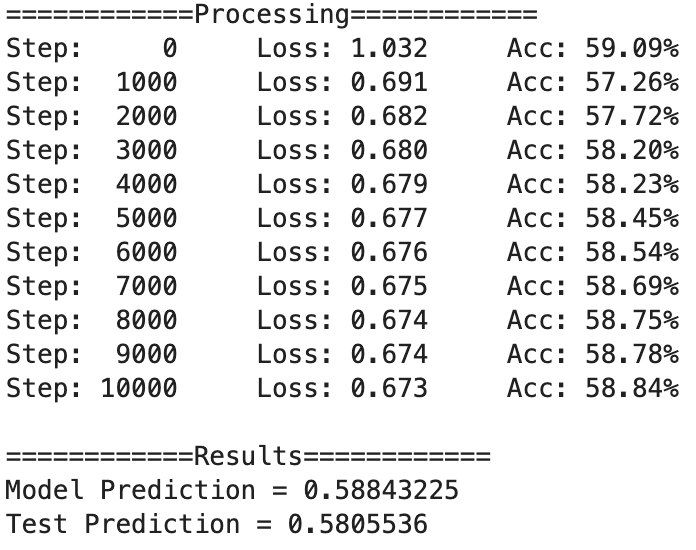 ============Processing============
Step:     0     Loss: 1.032     Acc: 59.09%
Step:  1000     Loss: 0.691     Acc: 57.26%
Step:  2000     Loss: 0.682     Acc: 57.72%
Step:  3000     Loss: 0.680     Acc: 58.20%
Step:  4000     Loss: 0.679     Acc: 58.23%
Step:  5000     Loss: 0.677     Acc: 58.45%
Step:  6000     Loss: 0.676     Acc: 58.54%
Step:  7000     Loss: 0.675     Acc: 58.69%
Step:  8000     Loss: 0.674     Acc: 58.75%
Step:  9000     Loss: 0.674     Acc: 58.78%
Step: 10000     Loss: 0.673     Acc: 58.84%
============Results============
Model Prediction = 0.58843225
Test Prediction = 0.5805536